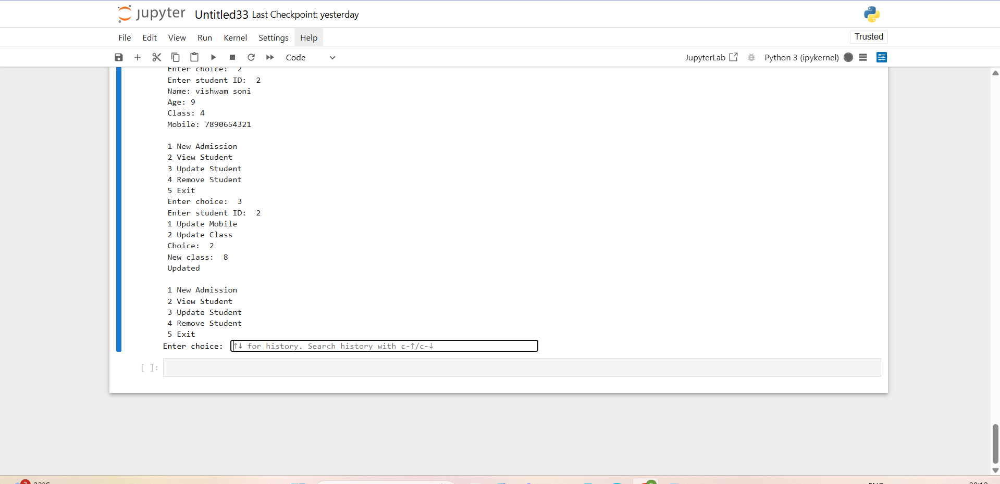 jupyter Untitled33 Last Checkpoint: yesterday
File Edit View Run Kernel Settings Help Trusted
Code JupyterLab Python 3 (ipykernel)
Enter choice: 2
Enter student ID: 2
Name: vishwam soni
Age: 9
Class: 4
Mobile: 7890654321
1 New Admission
2 View Student
3 Update Student
4 Remove Student
5 Exit
Enter choice: 3
Enter student ID: 2
1 Update Mobile
2 Update Class
Choice: 2
New class: 8
Updated
1 New Admission
2 View Student
3 Update Student
4 Remove Student
5 Exit
Enter choice: ↑↓ for history. Search history with c-↑/c-↓
[ ]: